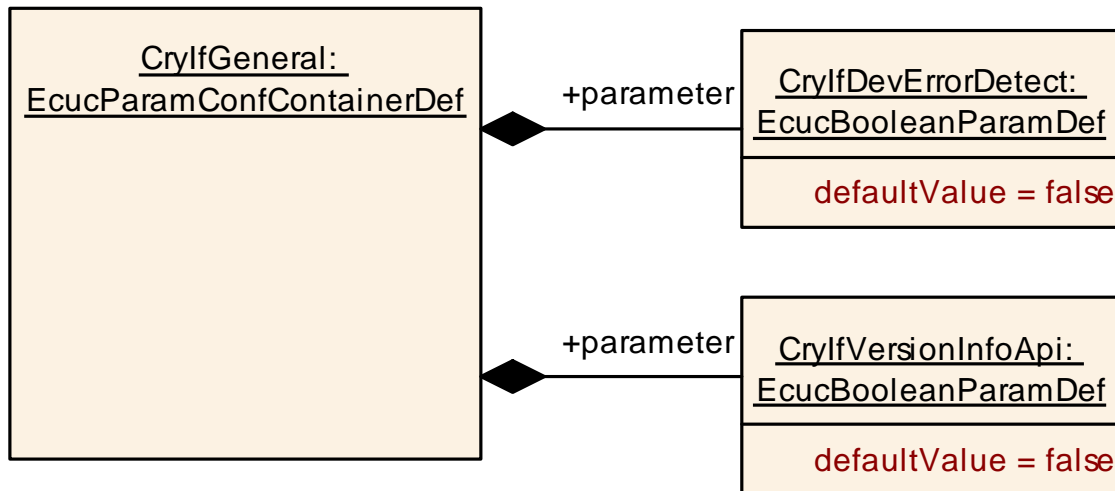 CryIfGeneral:
EcucParamConfContainerDef
+parameter
CryIfDevErrorDetect:
EcucBooleanParamDef
defaultValue = false
+parameter
CryIfVersionInfoApi:
EcucBooleanParamDef
defaultValue = false